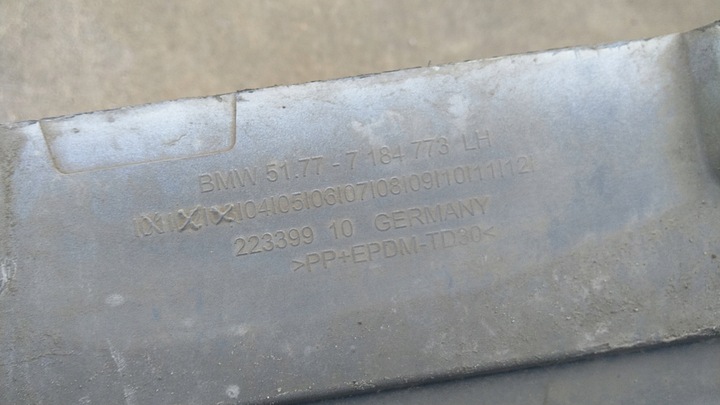 BMW 51.77 - 7 184 773 LH
|04|05|06|07|08|09|10|11|12|
223399 10 GERMANY
>PP+EPDM-TD30<